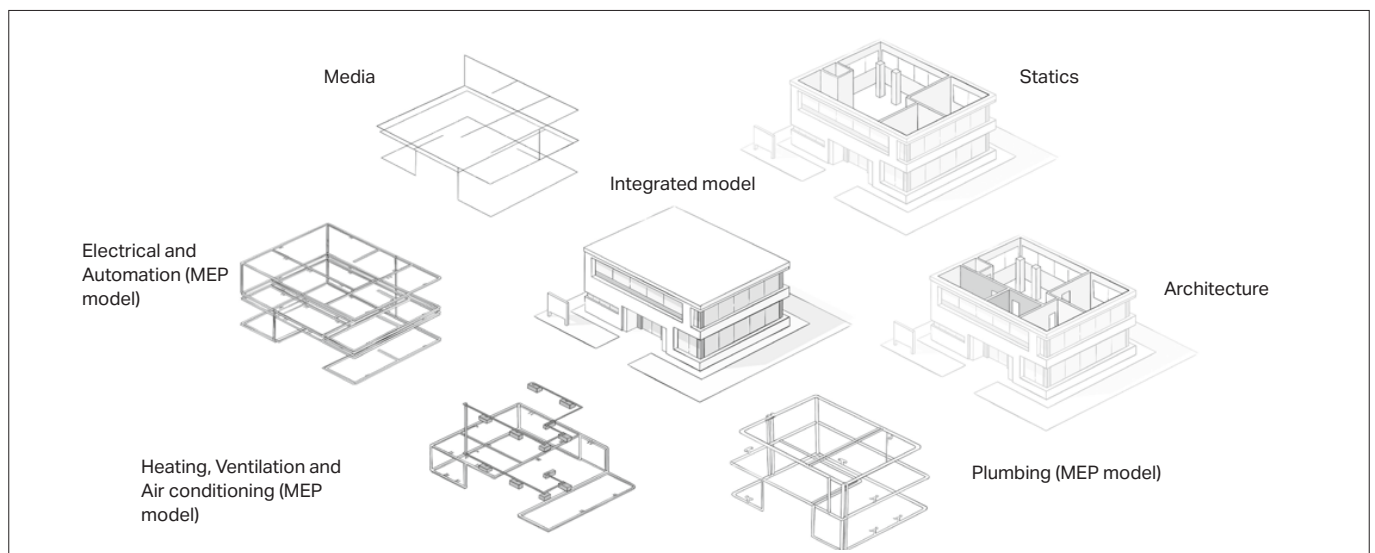 Media
Statics
Integrated model
Electrical and
Automation (MEP
model)
Architecture
Heating, Ventilation and
Air conditioning (MEP
model)
Plumbing (MEP model)